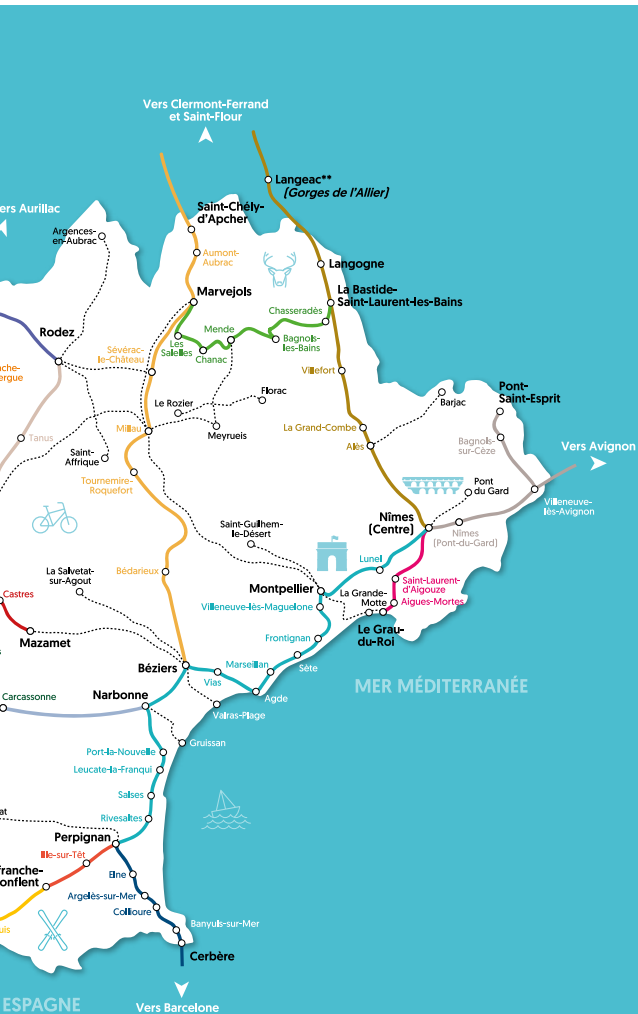 Vers Clermont-Ferrand
et Saint-Flour
Langeac**
(Gorges de l'Allier)
Vers Aurillac
Saint-Chély-
d'Apcher
Argences-
en-Aubrac
Aumont-
Aubrac
Langogne
Marvejols
La Bastide-
Saint-Laurent-les-Bains
Chasseradès
Mende
Rodez
Les
Salelles
Bagnols-
les-Bains
Chanac
Sévérac-
le-Château
Villefort
Florac
Pont-
Saint-Esprit
Le Rozier
Barjac
Millau
Meyrueis
La Grand-Combe
Tanus
Bagnols-
sur-Cèze
Vers Avignon
Alès
Saint-
Affrique
Tournemire-
Roquefort
Pont
du Gard
Villeneuve-
lès-Avignon
Nîmes
(Centre)
Saint-Guilhem-
le-Désert
Nîmes
(Pont-du-Gard)
Lunel
Bédarieux
La Salvetat-
sur-Agout
Saint-Laurent-
d'Aigouze
Montpellier
Castres
La Grande-
Motte
Aigues-Mortes
Villeneuve-lès-Maguelone
Le Grau-
du-Roi
Mazamet
Frontignan
Béziers
Marseillan
Sète
Vias
MER MÉDITERRANÉE
Carcassonne
Narbonne
Agde
Valras-Plage
Gruissan
Port-la-Nouvelle
Leucate-la-Franqui
Salses
Rivesaltes
Perpignan
Ille-sur-Têt
Elne
Argelès-sur-Mer
Collioure
Banyuls-sur-Mer
Cerbère
ESPAGNE
Vers Barcelone